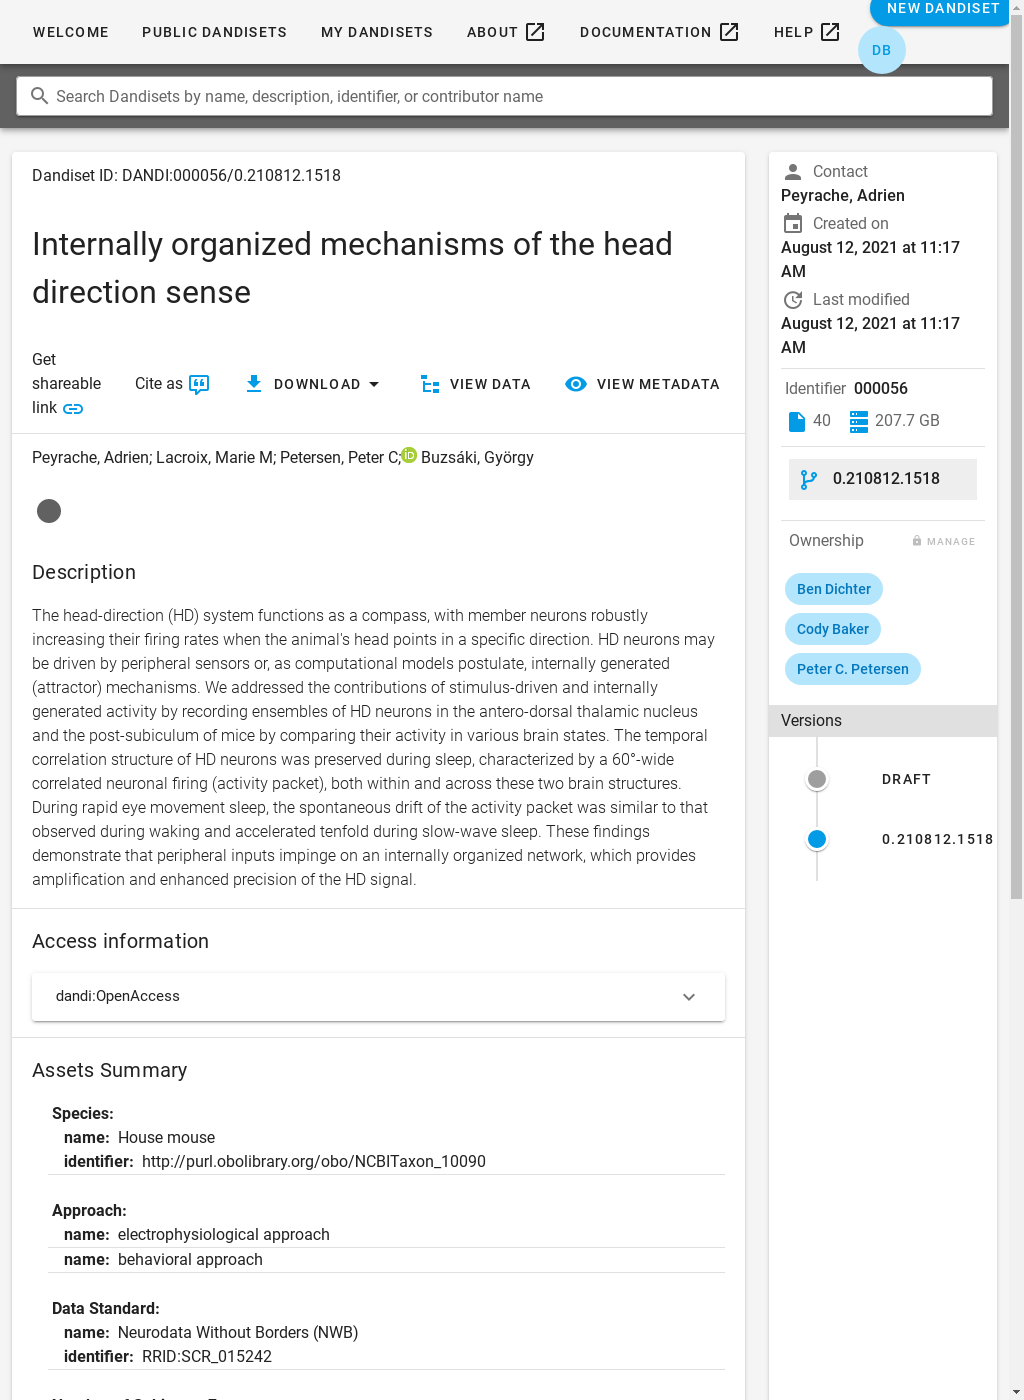 WELCOME
PUBLIC DANDISETS
MY DANDISETS
ABOUT
DOCUMENTATION
HELP
NEW DANDISET
DB
Search Dandisets by name, description, identifier, or contributor name
Dandiset ID: DANDI:000056/0.210812.1518
Internally organized mechanisms of the head
direction sense
Get
shareable
link
Cite as
DOWNLOAD
VIEW DATA
VIEW METADATA
Peyrache, Adrien; Lacroix, Marie M; Petersen, Peter C; iD Buzsáki, György
Description
The head-direction (HD) system functions as a compass, with member neurons robustly
increasing their firing rates when the animal's head points in a specific direction. HD neurons may
be driven by peripheral sensors or, as computational models postulate, internally generated
(attractor) mechanisms. We addressed the contributions of stimulus-driven and internally
generated activity by recording ensembles of HD neurons in the antero-dorsal thalamic nucleus
and the post-subiculum of mice by comparing their activity in various brain states. The temporal
correlation structure of HD neurons was preserved during sleep, characterized by a 60°-wide
correlated neuronal firing (activity packet), both within and across these two brain structures.
During rapid eye movement sleep, the spontaneous drift of the activity packet was similar to that
observed during waking and accelerated tenfold during slow-wave sleep. These findings
demonstrate that peripheral inputs impinge on an internally organized network, which provides
amplification and enhanced precision of the HD signal.
Access information
dandi:OpenAccess
Assets Summary
Species:
name: House mouse
identifier: http://purl.obolibrary.org/obo/NCBITaxon_10090
Approach:
name: electrophysiological approach
name: behavioral approach
Data Standard:
name: Neurodata Without Borders (NWB)
identifier: RRID:SCR_015242
Contact
Peyrache, Adrien
Created on
August 12, 2021 at 11:17
AM
Last modified
August 12, 2021 at 11:17
AM
Identifier 000056
40
207.7 GB
0.210812.1518
Ownership
MANAGE
Ben Dichter
Cody Baker
Peter C. Petersen
Versions
DRAFT
0.210812.1518